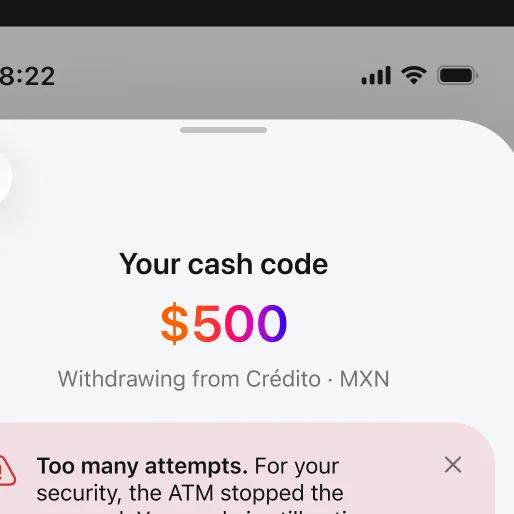 8:22
Your cash code
$500
Withdrawing from Crédito · MXN
Too many attempts. For your
security, the ATM stopped the